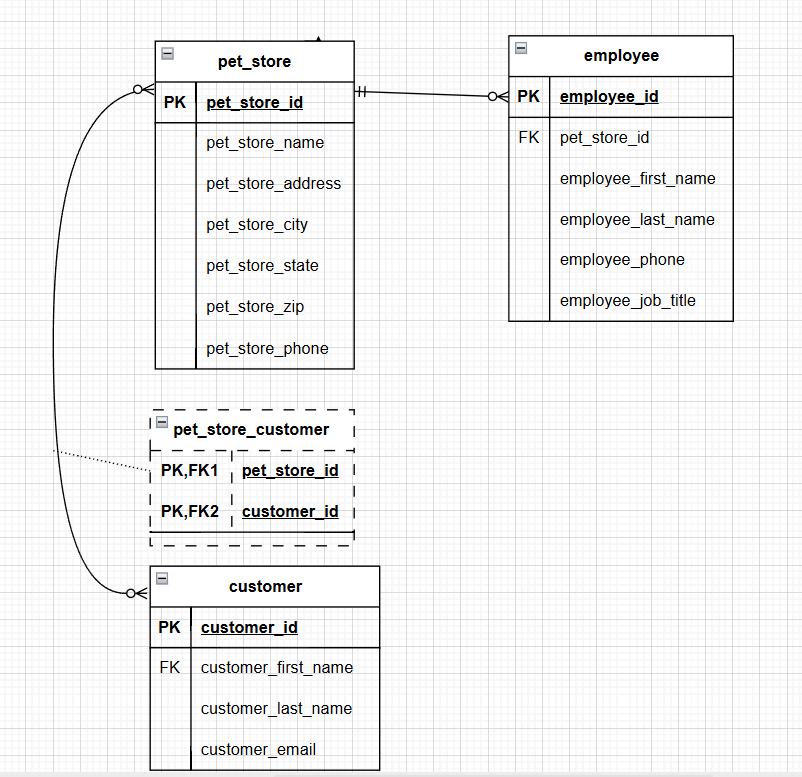 pet_store
PK pet_store_id
pet_store_name
pet_store_address
pet_store_city
pet_store_state
pet_store_zip
pet_store_phone
employee
PK employee_id
FK pet_store_id
employee_first_name
employee_last_name
employee_phone
employee_job_title
pet_store_customer
PK,FK1 pet_store_id
PK,FK2 customer_id
customer
PK customer_id
FK customer_first_name
customer_last_name
customer_email